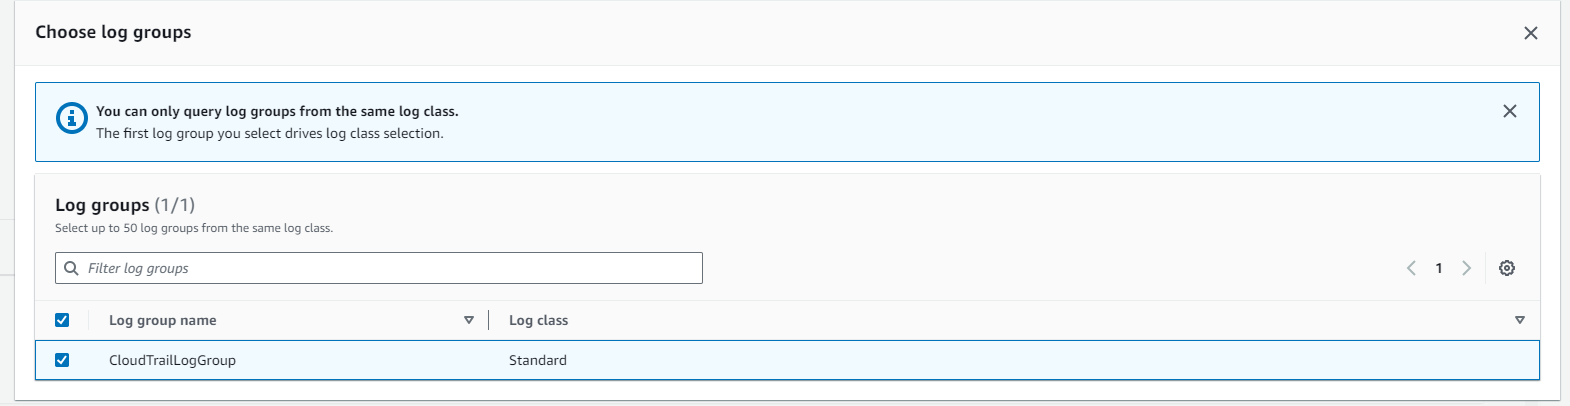 Choose log groups
You can only query log groups from the same log class.
The first log group you select drives log class selection.
Log groups (1/1)
Select up to 50 log groups from the same log class.
Filter log groups
1
Log group name Log class
CloudTrailLogGroup Standard